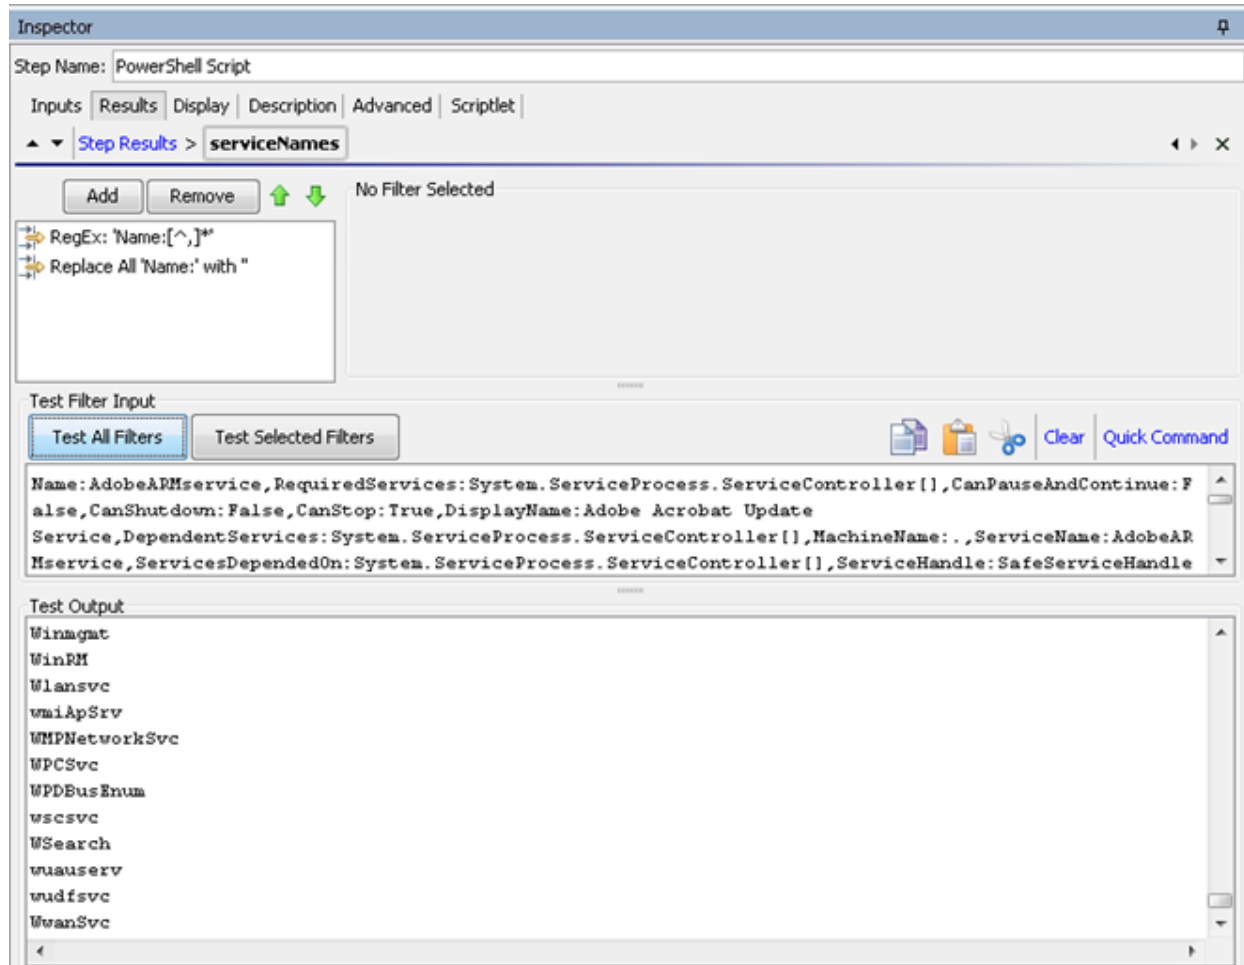 Inspector
Step Name: PowerShell Script
Inputs Results Display Description Advanced Scriptlet
Step Results > serviceNames
Add Remove No Filter Selected
RegEx: 'Name:[^,]*'
Replace All 'Name:' with ''
Test Filter Input
Test All Filters Test Selected Filters Clear Quick Command
Name:AdobeARMservice,RequiredServices:System.ServiceProcess.ServiceController[],CanPauseAndContinue:F
alse,CanShutdown:False,CanStop:True,DisplayName:Adobe Acrobat Update
Service,DependentServices:System.ServiceProcess.ServiceController[],MachineName:.,ServiceName:AdobeAR
Mservice,ServicesDependedOn:System.ServiceProcess.ServiceController[],ServiceHandle:SafeServiceHandle
Test Output
Winmgmt
WinRM
Wlansvc
wmiApSrv
WMPNetworkSvc
WPCSvc
WPDBusEnum
wscsvc
WSearch
wuauserv
wudfsvc
WwanSvc